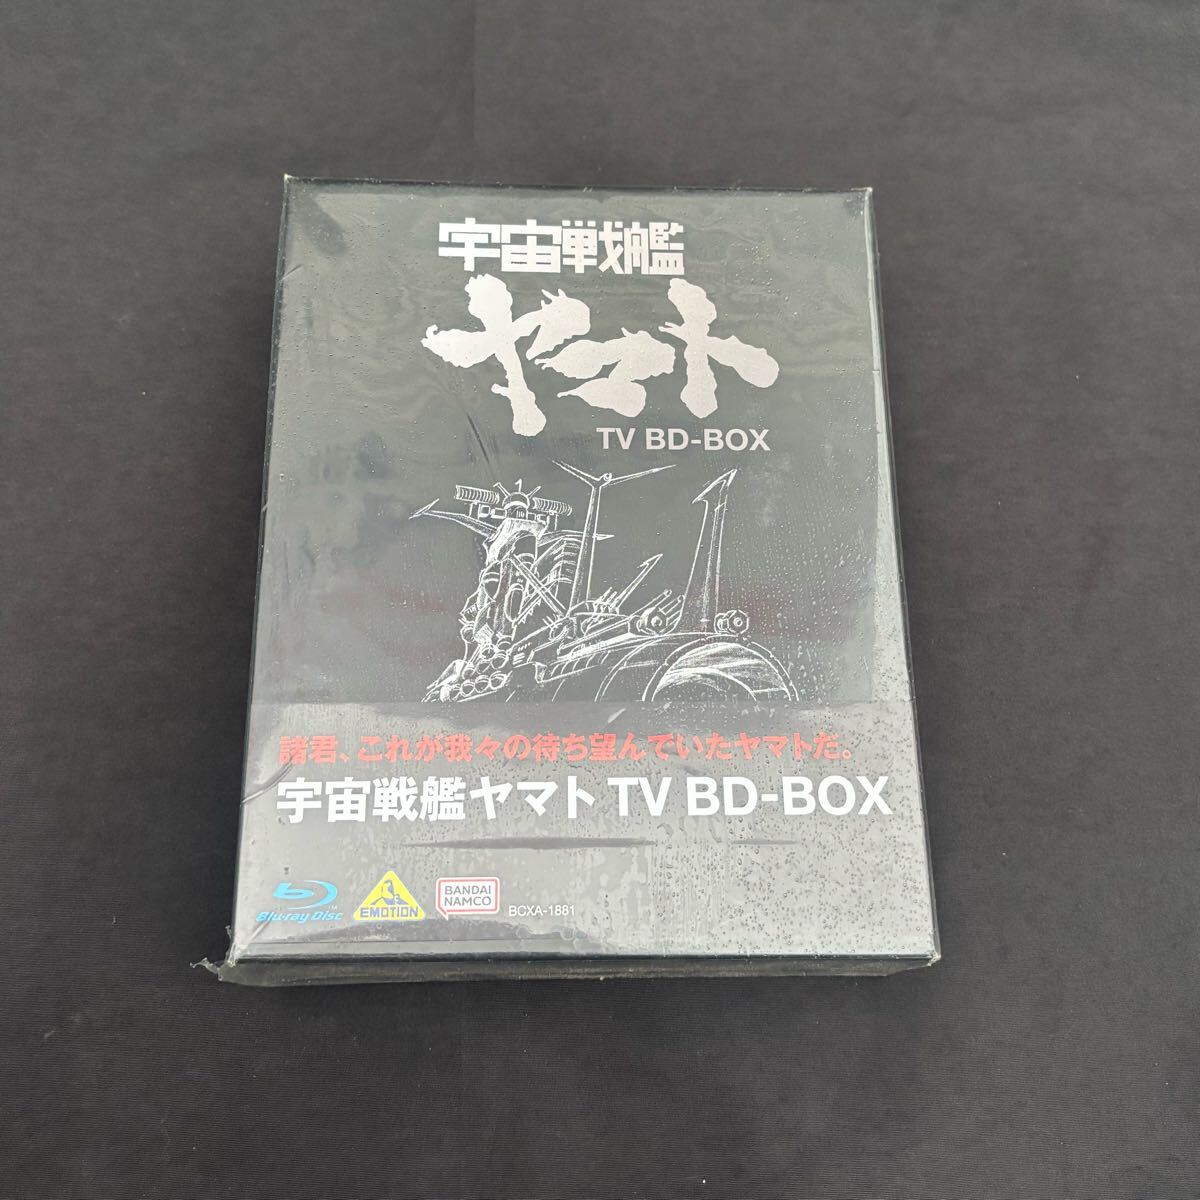 宇宙戦艦
ヤマト
TV BD-BOX
諸君、これが我々の待ち望んでいたヤマトだ。
宇宙戦艦ヤマト TV BD-BOX
Blu-ray Disc
TM
EMOTION
BANDAI
NAMCO
BCXA-1881